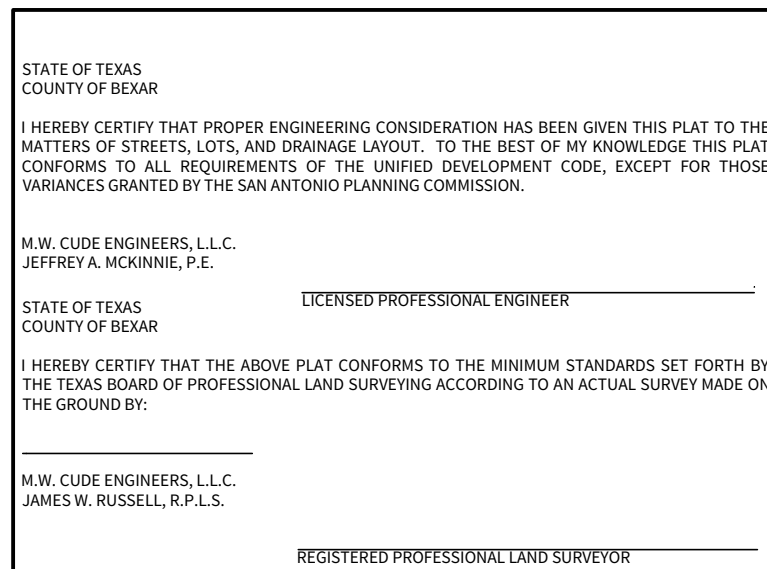 STATE OF TEXAS
COUNTY OF BEXAR
I HEREBY CERTIFY THAT PROPER ENGINEERING CONSIDERATION HAS BEEN GIVEN THIS PLAT TO THE
MATTERS OF STREETS, LOTS, AND DRAINAGE LAYOUT. TO THE BEST OF MY KNOWLEDGE THIS PLAT
CONFORMS TO ALL REQUIREMENTS OF THE UNIFIED DEVELOPMENT CODE, EXCEPT FOR THOSE
VARIANCES GRANTED BY THE SAN ANTONIO PLANNING COMMISSION.
M.W. CUDE ENGINEERS, L.L.C.
JEFFREY A. MCKINNIE, P.E.
LICENSED PROFESSIONAL ENGINEER
STATE OF TEXAS
COUNTY OF BEXAR
I HEREBY CERTIFY THAT THE ABOVE PLAT CONFORMS TO THE MINIMUM STANDARDS SET FORTH BY
THE TEXAS BOARD OF PROFESSIONAL LAND SURVEYING ACCORDING TO AN ACTUAL SURVEY MADE ON
THE GROUND BY:
M.W. CUDE ENGINEERS, L.L.C.
JAMES W. RUSSELL, R.P.L.S.
REGISTERED PROFESSIONAL LAND SURVEYOR